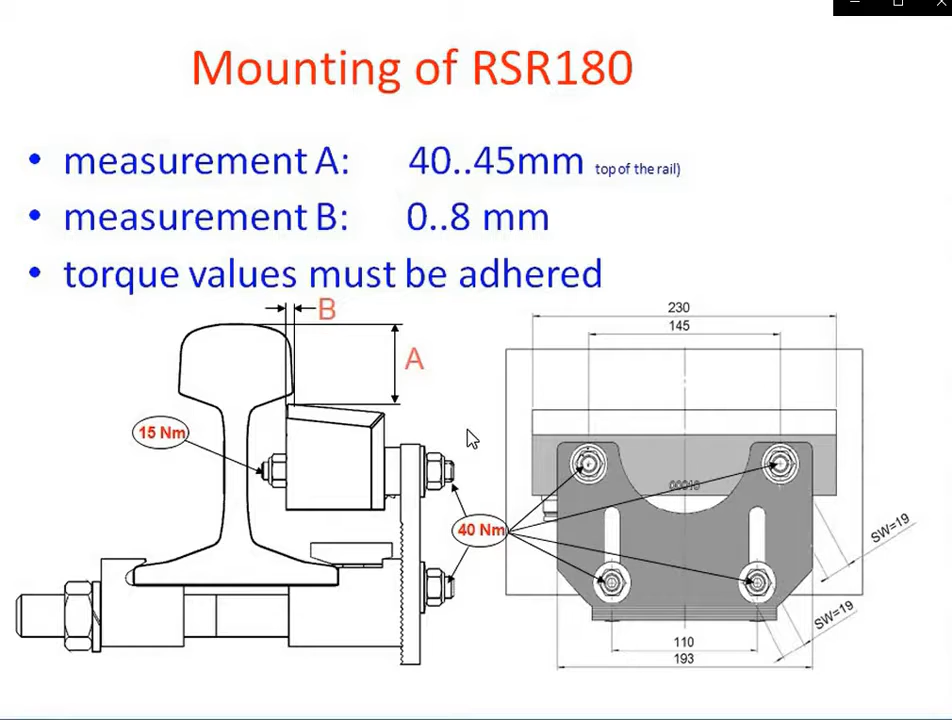 Mounting of RSR180
• measurement A: 40..45mm top of the rail)
• measurement B: 0..8 mm
• torque values must be adhered
B
A
15 Nm
40 Nm
230
145
00018
SW=19
SW=19
110
193